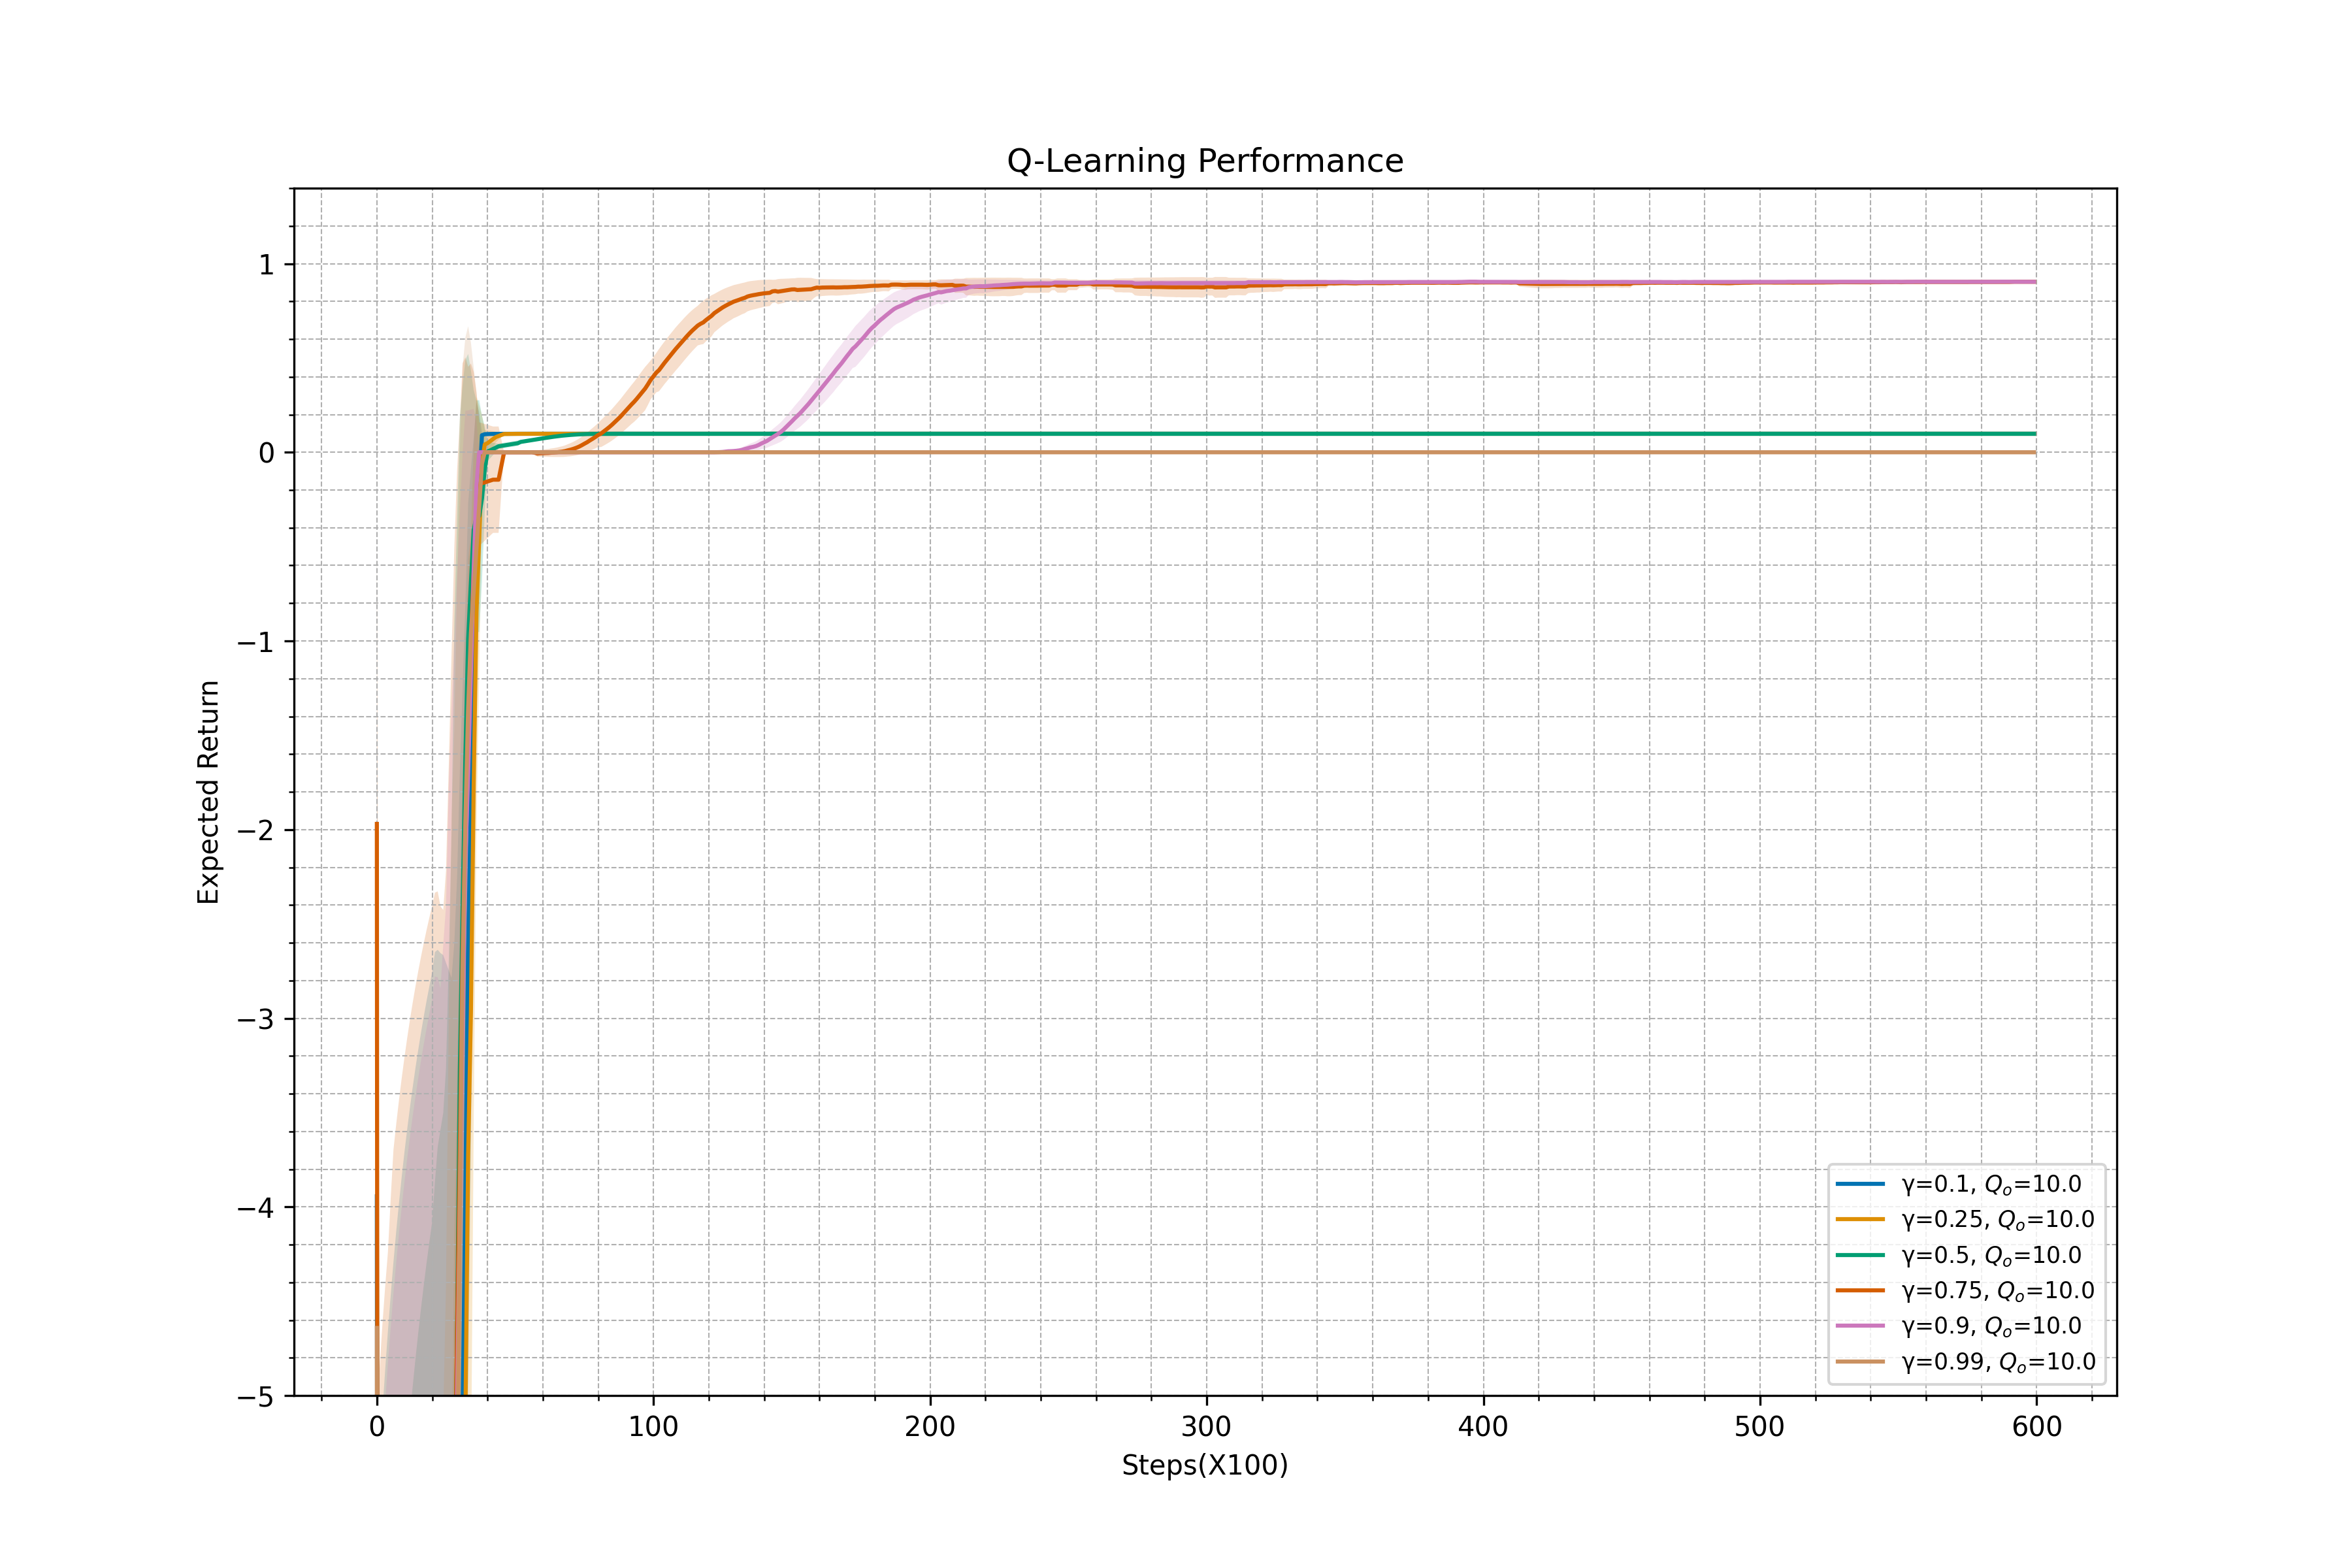 Q-Learning Performance
Expected Return
1
0
−1
−2
−3
−4
−5
0 100 200 300 400 500 600
Steps(X100)
γ=0.1, Qo=10.0
γ=0.25, Qo=10.0
γ=0.5, Qo=10.0
γ=0.75, Qo=10.0
γ=0.9, Qo=10.0
γ=0.99, Qo=10.0